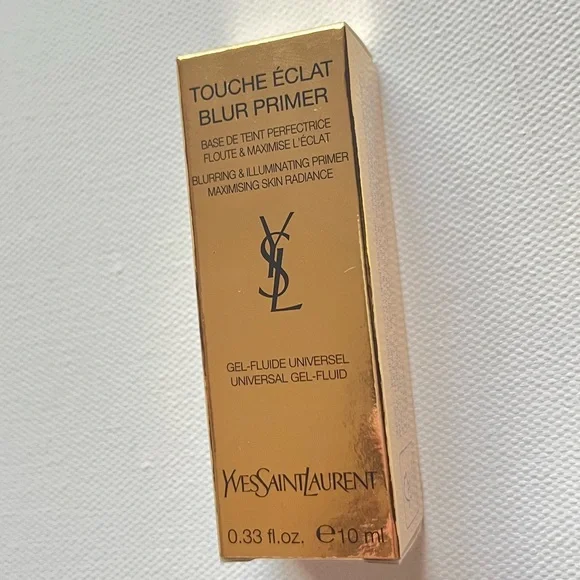 TOUCHE ÉCLAT
BLUR PRIMER
BASE DE TEINT PERFECTRICE
FLOUTE & MAXIMISE L'ÉCLAT
BLURRING & ILLUMINATING PRIMER
MAXIMISING SKIN RADIANCE
YSL
GEL-FLUIDE UNIVERSEL
UNIVERSAL GEL-FLUID
YVESSAINTLAURENT
0.33 fl.oz. ℮10 ml